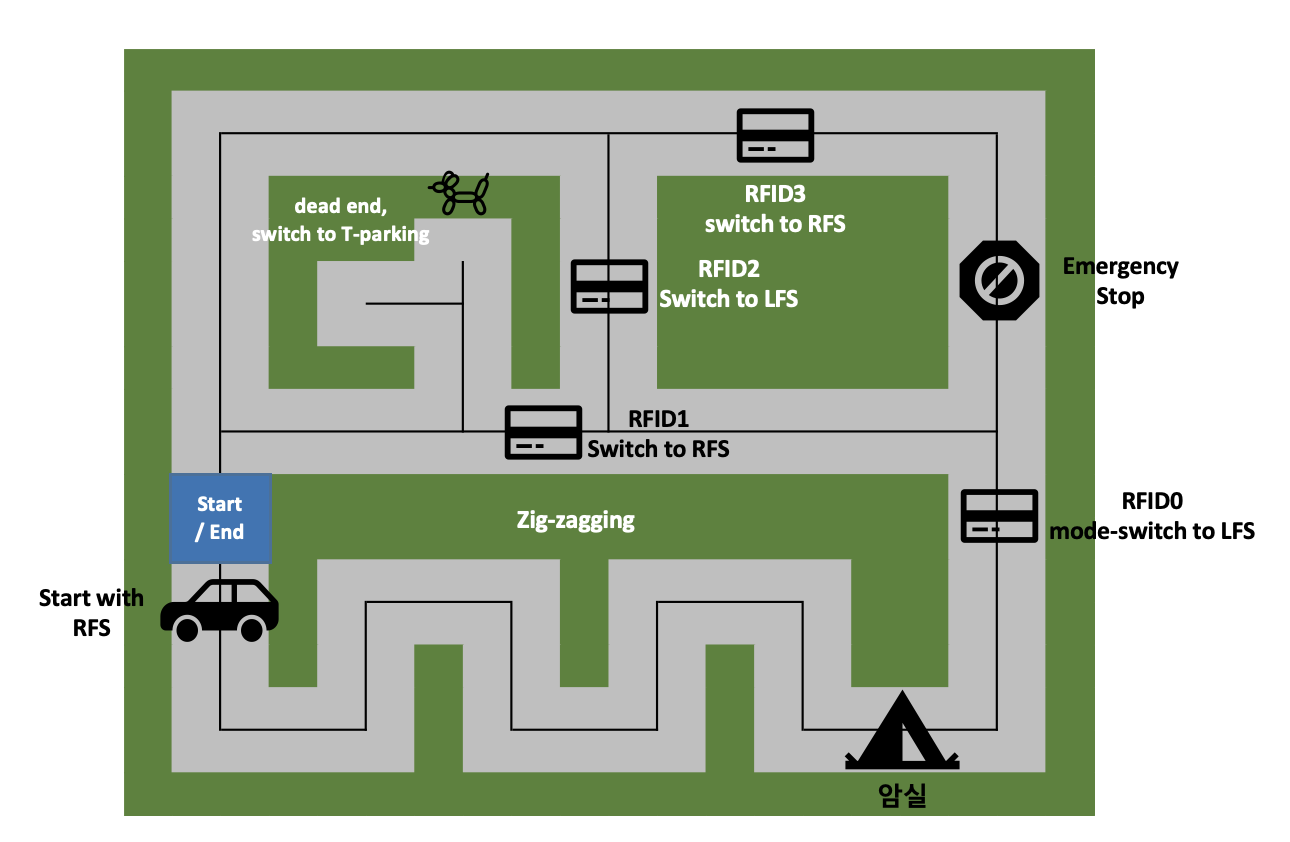 RFID3
switch to RFS
dead end,
switch to T-parking
RFID2
Switch to LFS
Emergency
Stop
RFID1
Switch to RFS
Start
/ End
Zig-zagging
RFID0
mode-switch to LFS
Start with
RFS
암실